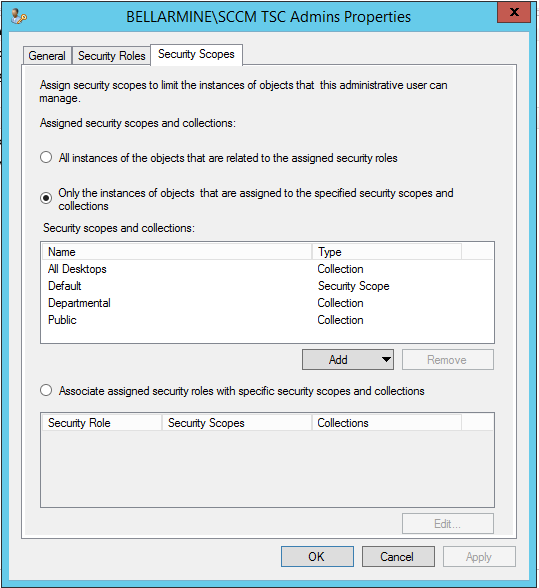 BELLARMINE\SCCM TSC Admins Properties
x
General Security Roles Security Scopes
Assign security scopes to limit the instances of objects that this administrative user can
manage.
Assigned security scopes and collections:
All instances of the objects that are related to the assigned security roles
Only the instances of objects that are assigned to the specified security scopes and
collections
Security scopes and collections:
Name Type
All Desktops Collection
Default Security Scope
Departmental Collection
Public Collection
Add Remove
Associate assigned security roles with specific security scopes and collections
Security Role Security Scopes Collections
Edit...
OK Cancel Apply